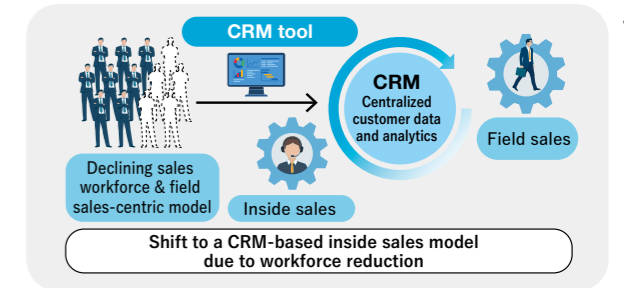 CRM tool
CRM
Centralized
customer data
and analytics
Field sales
Declining sales
workforce & field
sales-centric model
Inside sales
Shift to a CRM-based inside sales model
due to workforce reduction